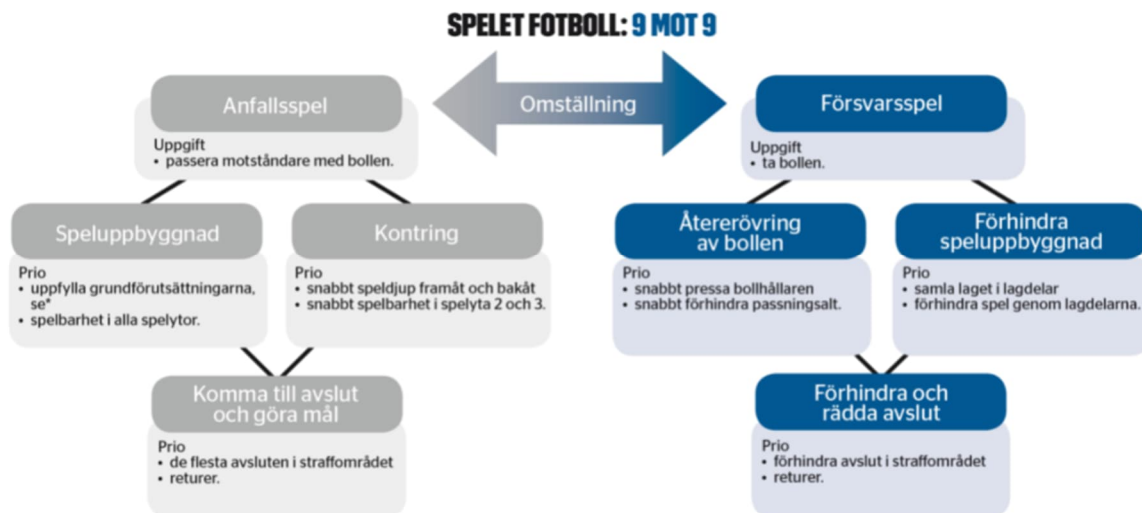 SPELET FOTBOLL: 9 MOT 9
Anfallsspel
Uppgift
• passera motståndare med bollen.
Omställning
Försvarsspel
Uppgift
• ta bollen.
Speluppbyggnad
Prio
• uppfylla grundförutsättningarna,
se*
• spelbarhet i alla spelytor.
Kontring
Prio
• snabbt speldjup framåt och bakåt
• snabbt spelbarhet i spelyta 2 och 3.
Återerövring
av bollen
Prio
• snabbt pressa bollhållaren
• snabbt förhindra passningsalt.
Förhindra
speluppbyggnad
Prio
• samla laget i lagdelar
• förhindra spel genom lagdelarna.
Komma till avslut
och göra mål
Prio
• de flesta avsluten i straffområdet
• returer.
Förhindra och
rädda avslut
Prio
• förhindra avslut i straffområdet
• returer.